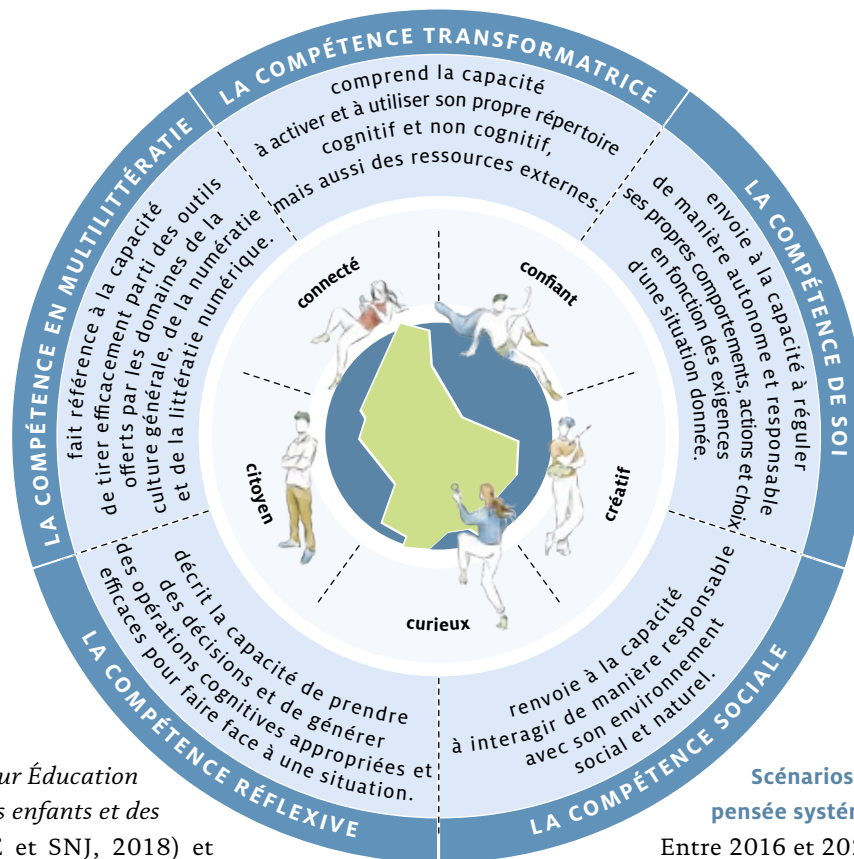 LA COMPÉTENCE TRANSFORMATRICE
comprend la capacité
à activer et à utiliser son propre répertoire
cognitif et non cognitif,
mais aussi des ressources externes.
LA COMPÉTENCE DE SOI
envoie à la capacité à réguler
de manière autonome et responsable
ses propres comportements, actions et choix
en fonction des exigences
d'une situation donnée.
LA COMPÉTENCE SOCIALE
renvoie à la capacité
à interagir de manière responsable
avec son environnement
social et naturel.
LA COMPÉTENCE RÉFLEXIVE
décrit la capacité de prendre
des décisions et de générer
des opérations cognitives appropriées et
efficaces pour faire face à une situation.
LA COMPÉTENCE EN MULTILITTÉRATIE
fait référence à la capacité
de tirer efficacement parti des outils
offerts par les domaines de la
culture générale, de la numératie
et de la littératie numérique.
connecté
confiant
créatif
curieux
citoyen
ur Éducation
s enfants et des
E et SNJ, 2018) et
Scénarios
pensée systém
Entre 2016 et 202